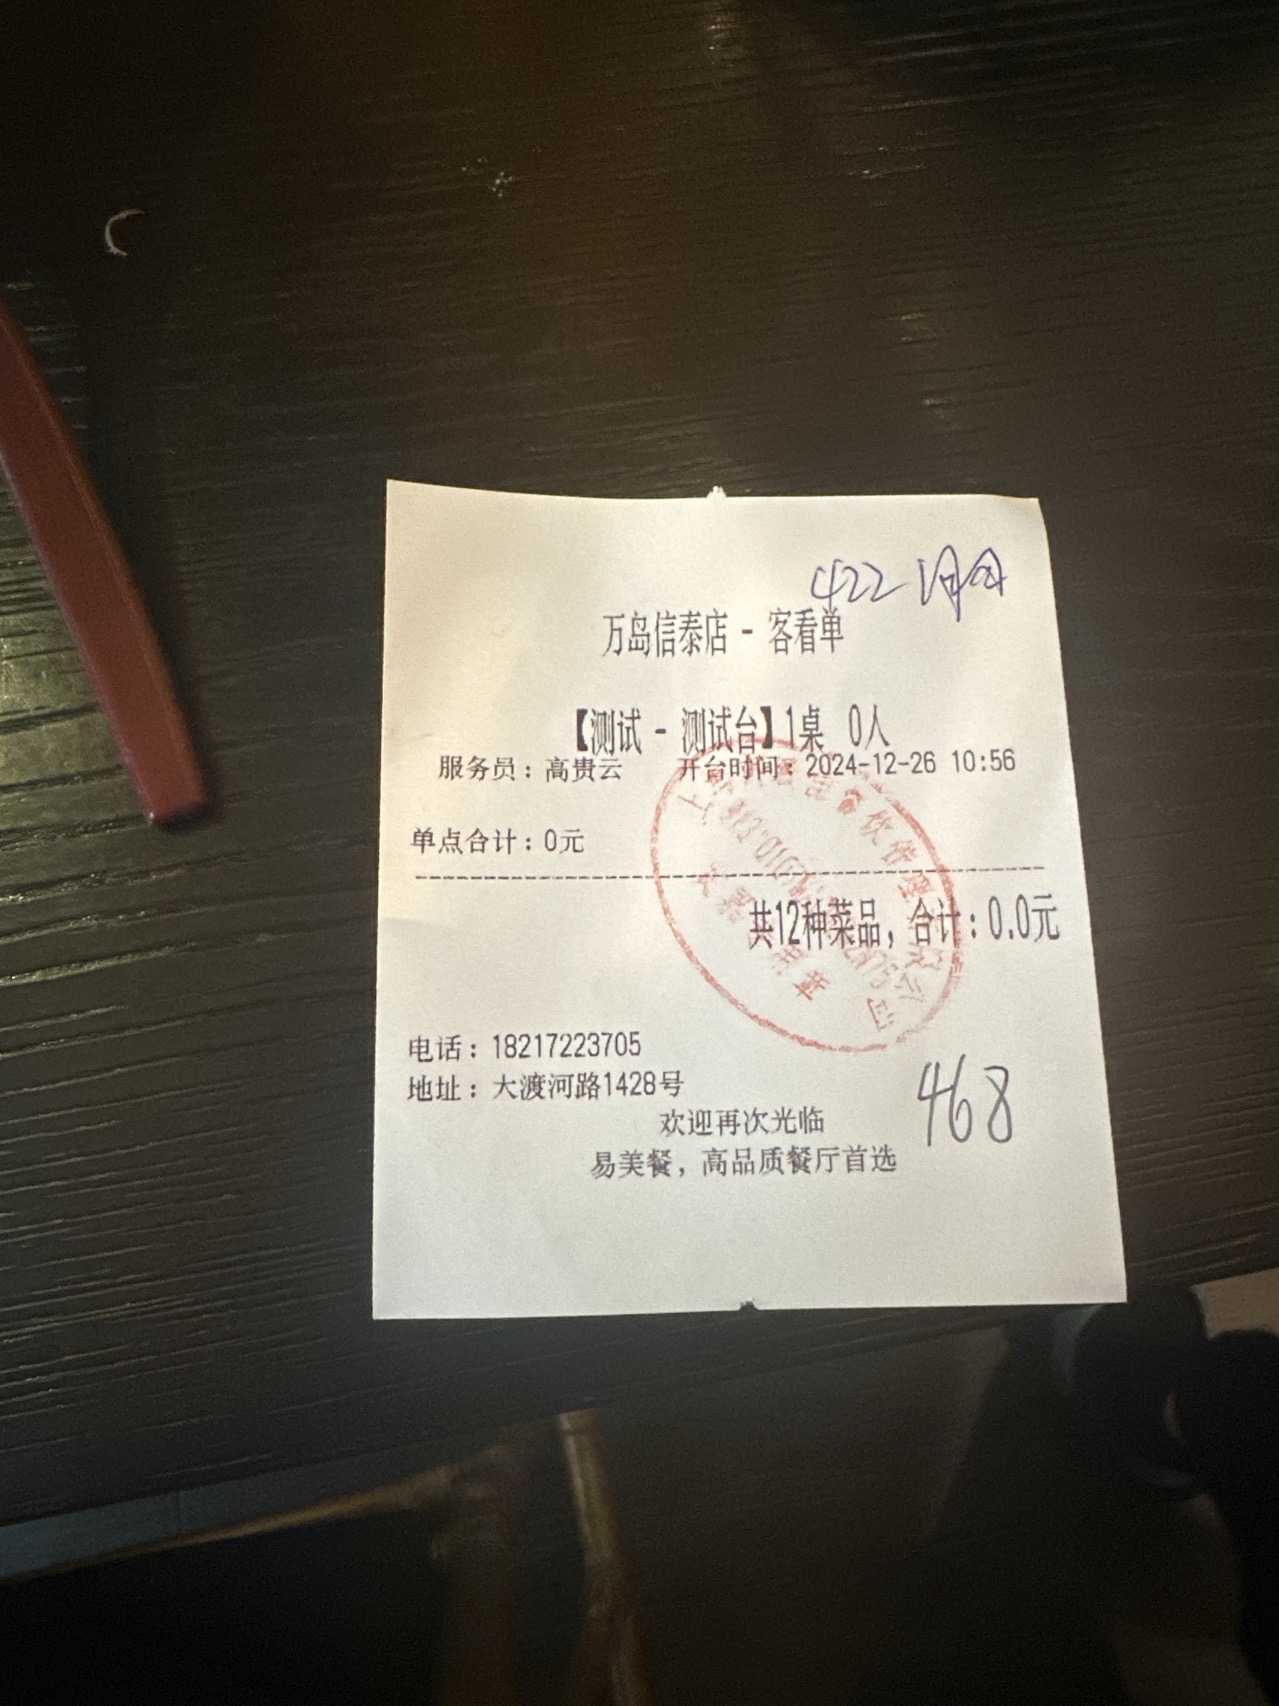 422
万岛信泰店 - 客看单
【测试 - 测试台】1桌 0人
服务员：高贵云 开台时间：2024-12-26 10:56
单点合计：0元
共12种菜品，合计：0.0元
电话：18217223705
地址：大渡河路1428号
468
欢迎再次光临
易美餐，高品质餐厅首选